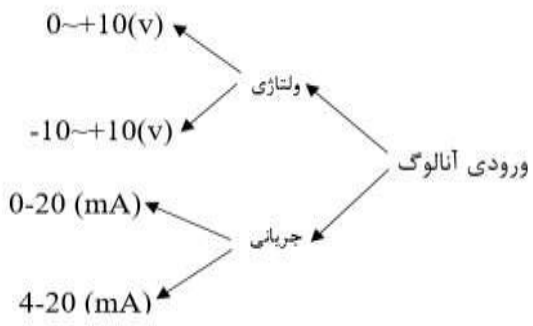 0~+10(v)
ولتاژی
-10~+10(v)
ورودی آنالوگ
0-20 (mA)
جریانی
4-20 (mA)